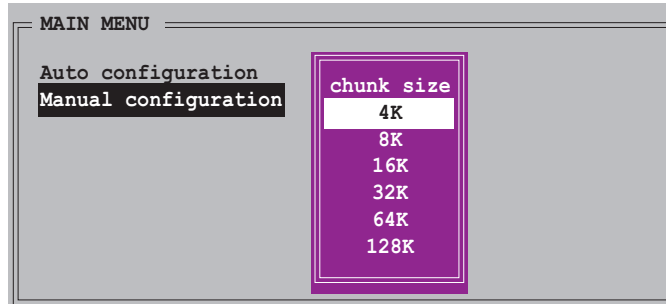 MAIN MENU
Auto configuration
Manual configuration
chunk size
4K
8K
16K
32K
64K
128K